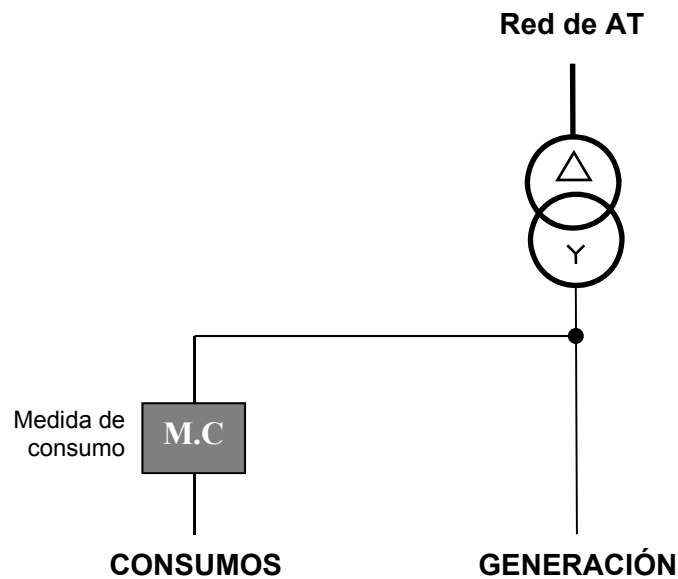 Red de AT
Medida de
consumo
M.C
CONSUMOS
GENERACIÓN